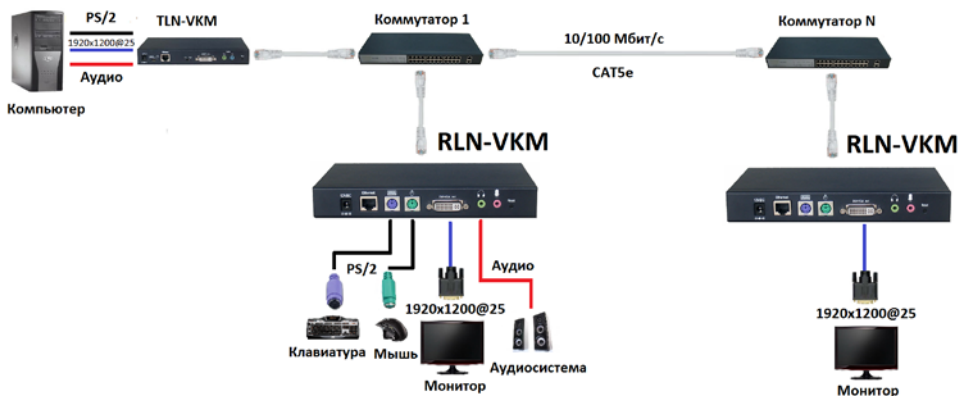 PS/2
TLN-VKM
1920x1200@25
Аудио
Компьютер
Коммутатор 1
10/100 Мбит/с
CAT5e
Коммутатор N
RLN-VKM
RLN-VKM
PS/2
Аудио
1920x1200@25
Клавиатура
Мышь
Аудиосистема
Монитор
1920x1200@25
Монитор